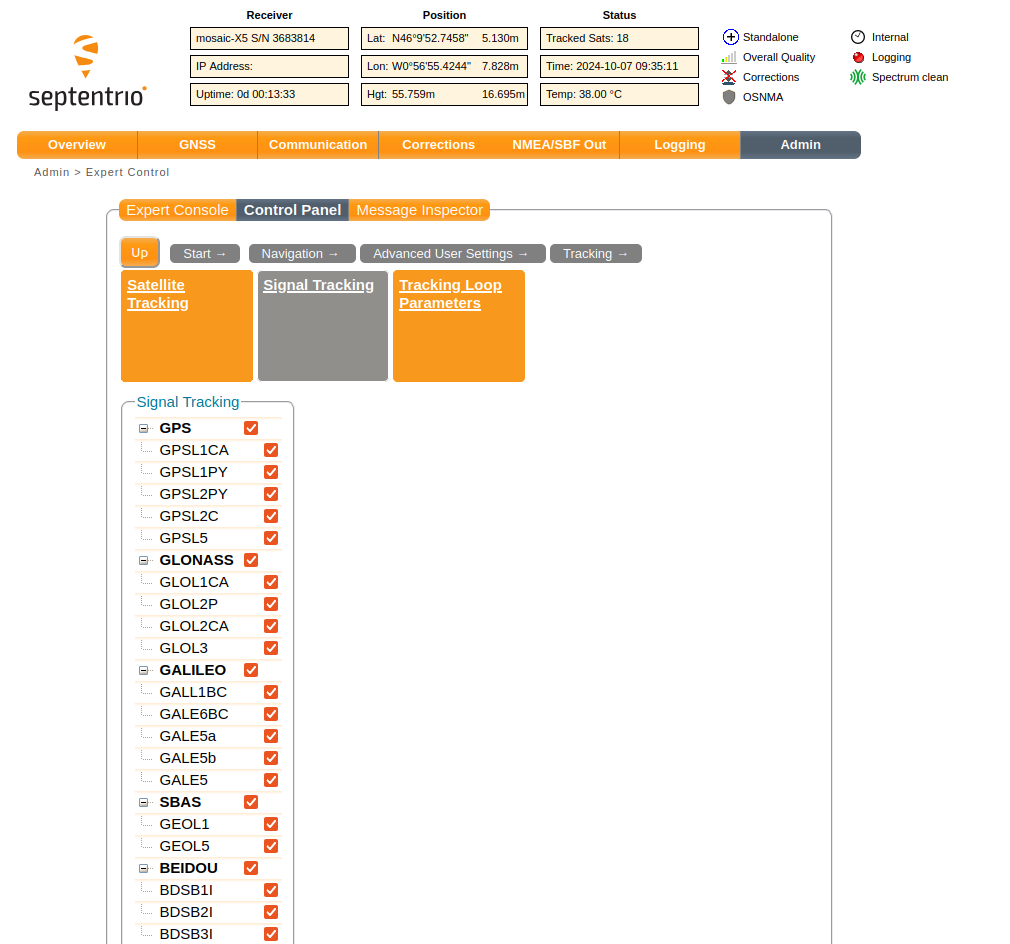 Receiver Position Status
septentrio
mosaic-X5 S/N 3683814 Lat: N46°9'52.7458" 5.130m Tracked Sats: 18 Standalone Internal
IP Address: Lon: W0°56'55.4244" 7.828m Time: 2024-10-07 09:35:11 Overall Quality Logging
Uptime: 0d 00:13:33 Hgt: 55.759m 16.695m Temp: 38.00 °C Corrections Spectrum clean
OSNMA
Overview GNSS Communication Corrections NMEA/SBF Out Logging Admin
Admin > Expert Control
Expert Console Control Panel Message Inspector
Up Start → Navigation → Advanced User Settings → Tracking →
Satellite Tracking Signal Tracking Tracking Loop Parameters
Signal Tracking
GPS
GPSL1CA
GPSL1PY
GPSL2PY
GPSL2C
GPSL5
GLONASS
GLOL1CA
GLOL2P
GLOL2CA
GLOL3
GALILEO
GALL1BC
GALE6BC
GALE5a
GALE5b
GALE5
SBAS
GEOL1
GEOL5
BEIDOU
BDSB1I
BDSB2I
BDSB3I